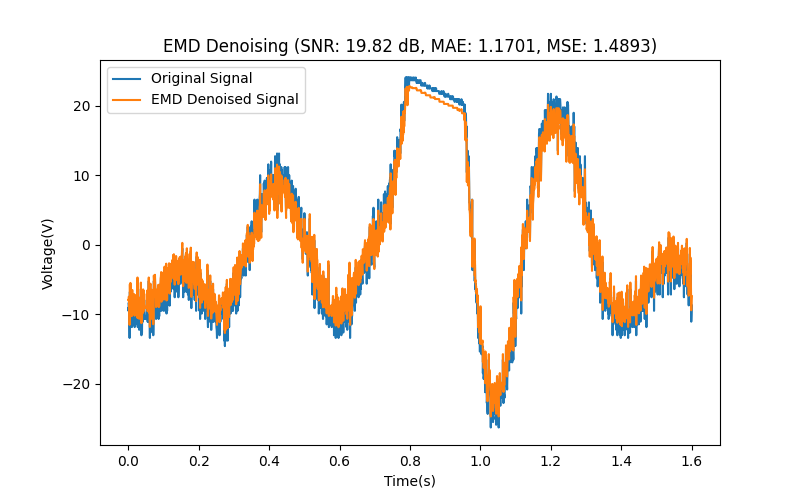 EMD Denoising (SNR: 19.82 dB, MAE: 1.1701, MSE: 1.4893)
Original Signal
EMD Denoised Signal
Voltage(V)
20
10
0
−10
−20
0.0 0.2 0.4 0.6 0.8 1.0 1.2 1.4 1.6
Time(s)